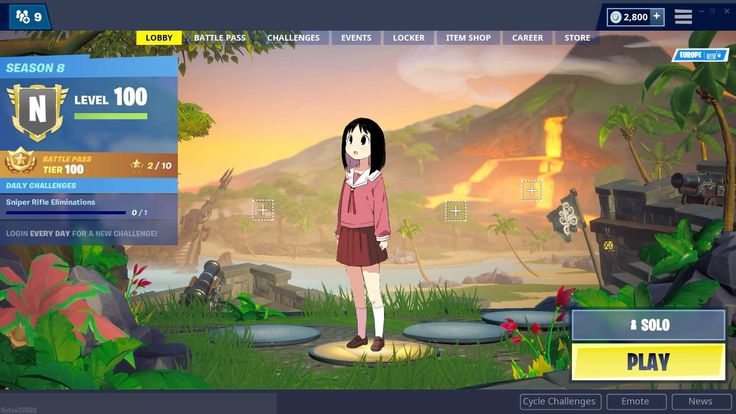 9
2,800 +
LOBBY BATTLE PASS CHALLENGES EVENTS LOCKER ITEM SHOP CAREER STORE
EUROPE
SEASON 8
N LEVEL 100
BATTLE PASS
TIER 100 2 / 10
DAILY CHALLENGES
Sniper Rifle Eliminations
0 / 1
LOGIN EVERY DAY FOR A NEW CHALLENGE!
SOLO
PLAY
Cycle Challenges Emote News